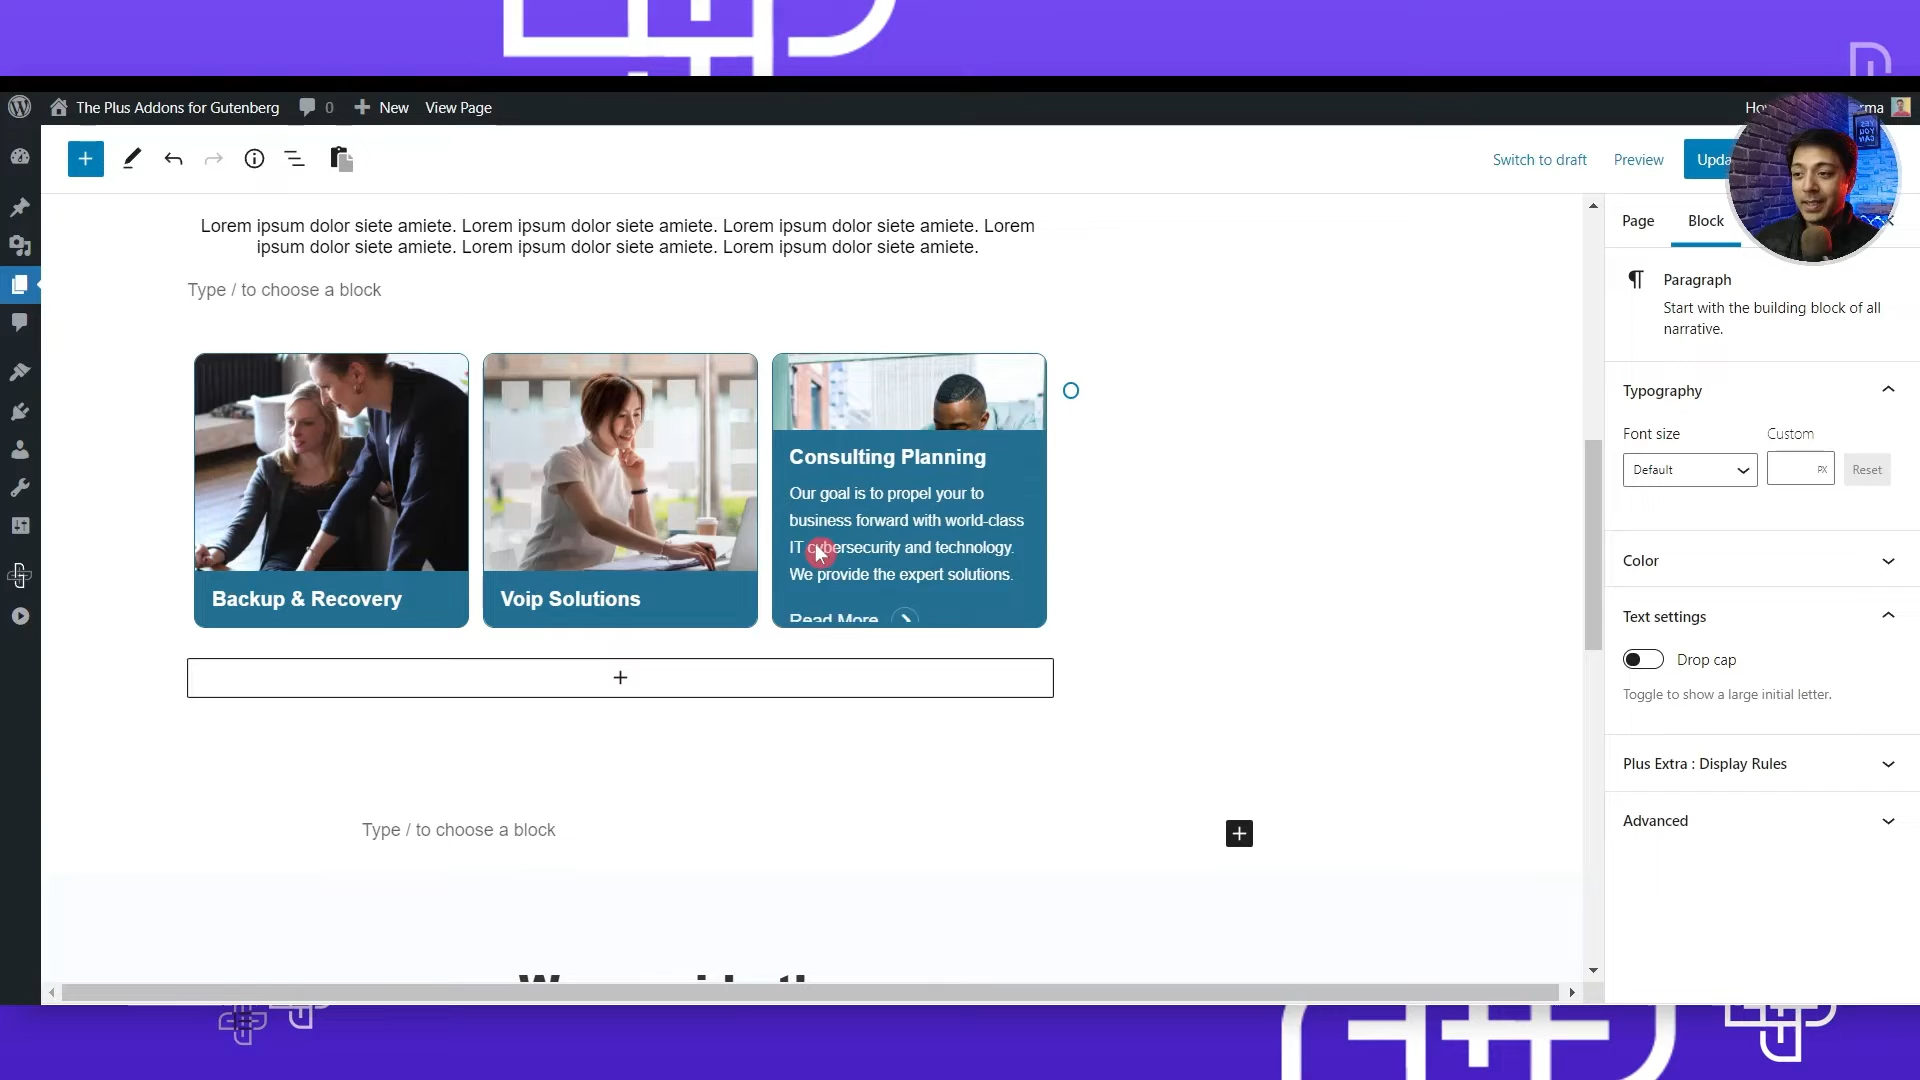 The Plus Addons for Gutenberg
0
New
View Page
Ho
rma
YES
YOU
CAN
Switch to draft
Preview
Upda
Lorem ipsum dolor siete amiete. Lorem ipsum dolor siete amiete. Lorem ipsum dolor siete amiete. Lorem
ipsum dolor siete amiete. Lorem ipsum dolor siete amiete. Lorem ipsum dolor siete amiete.
Type / to choose a block
Backup & Recovery
Voip Solutions
Consulting Planning
Our goal is to propel your to
business forward with world-class
IT cybersecurity and technology.
We provide the expert solutions.
Read More
Type / to choose a block
Page
Block
Paragraph
Start with the building block of all
narrative.
Typography
Font size
Custom
Default
PX
Reset
Color
Text settings
Drop cap
Toggle to show a large initial letter.
Plus Extra : Display Rules
Advanced